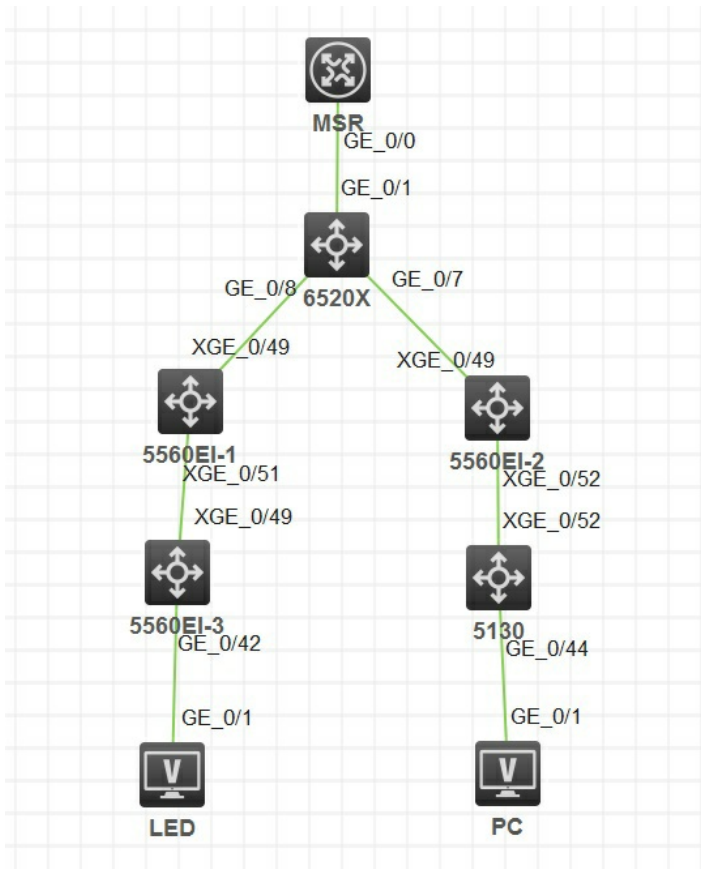 MSR
GE_0/0
GE_0/1
6520X
GE_0/8
GE_0/7
XGE_0/49
XGE_0/49
5560EI-1
5560EI-2
XGE_0/51
XGE_0/52
XGE_0/49
XGE_0/52
5560EI-3
5130
GE_0/42
GE_0/44
GE_0/1
GE_0/1
V
V
LED
PC